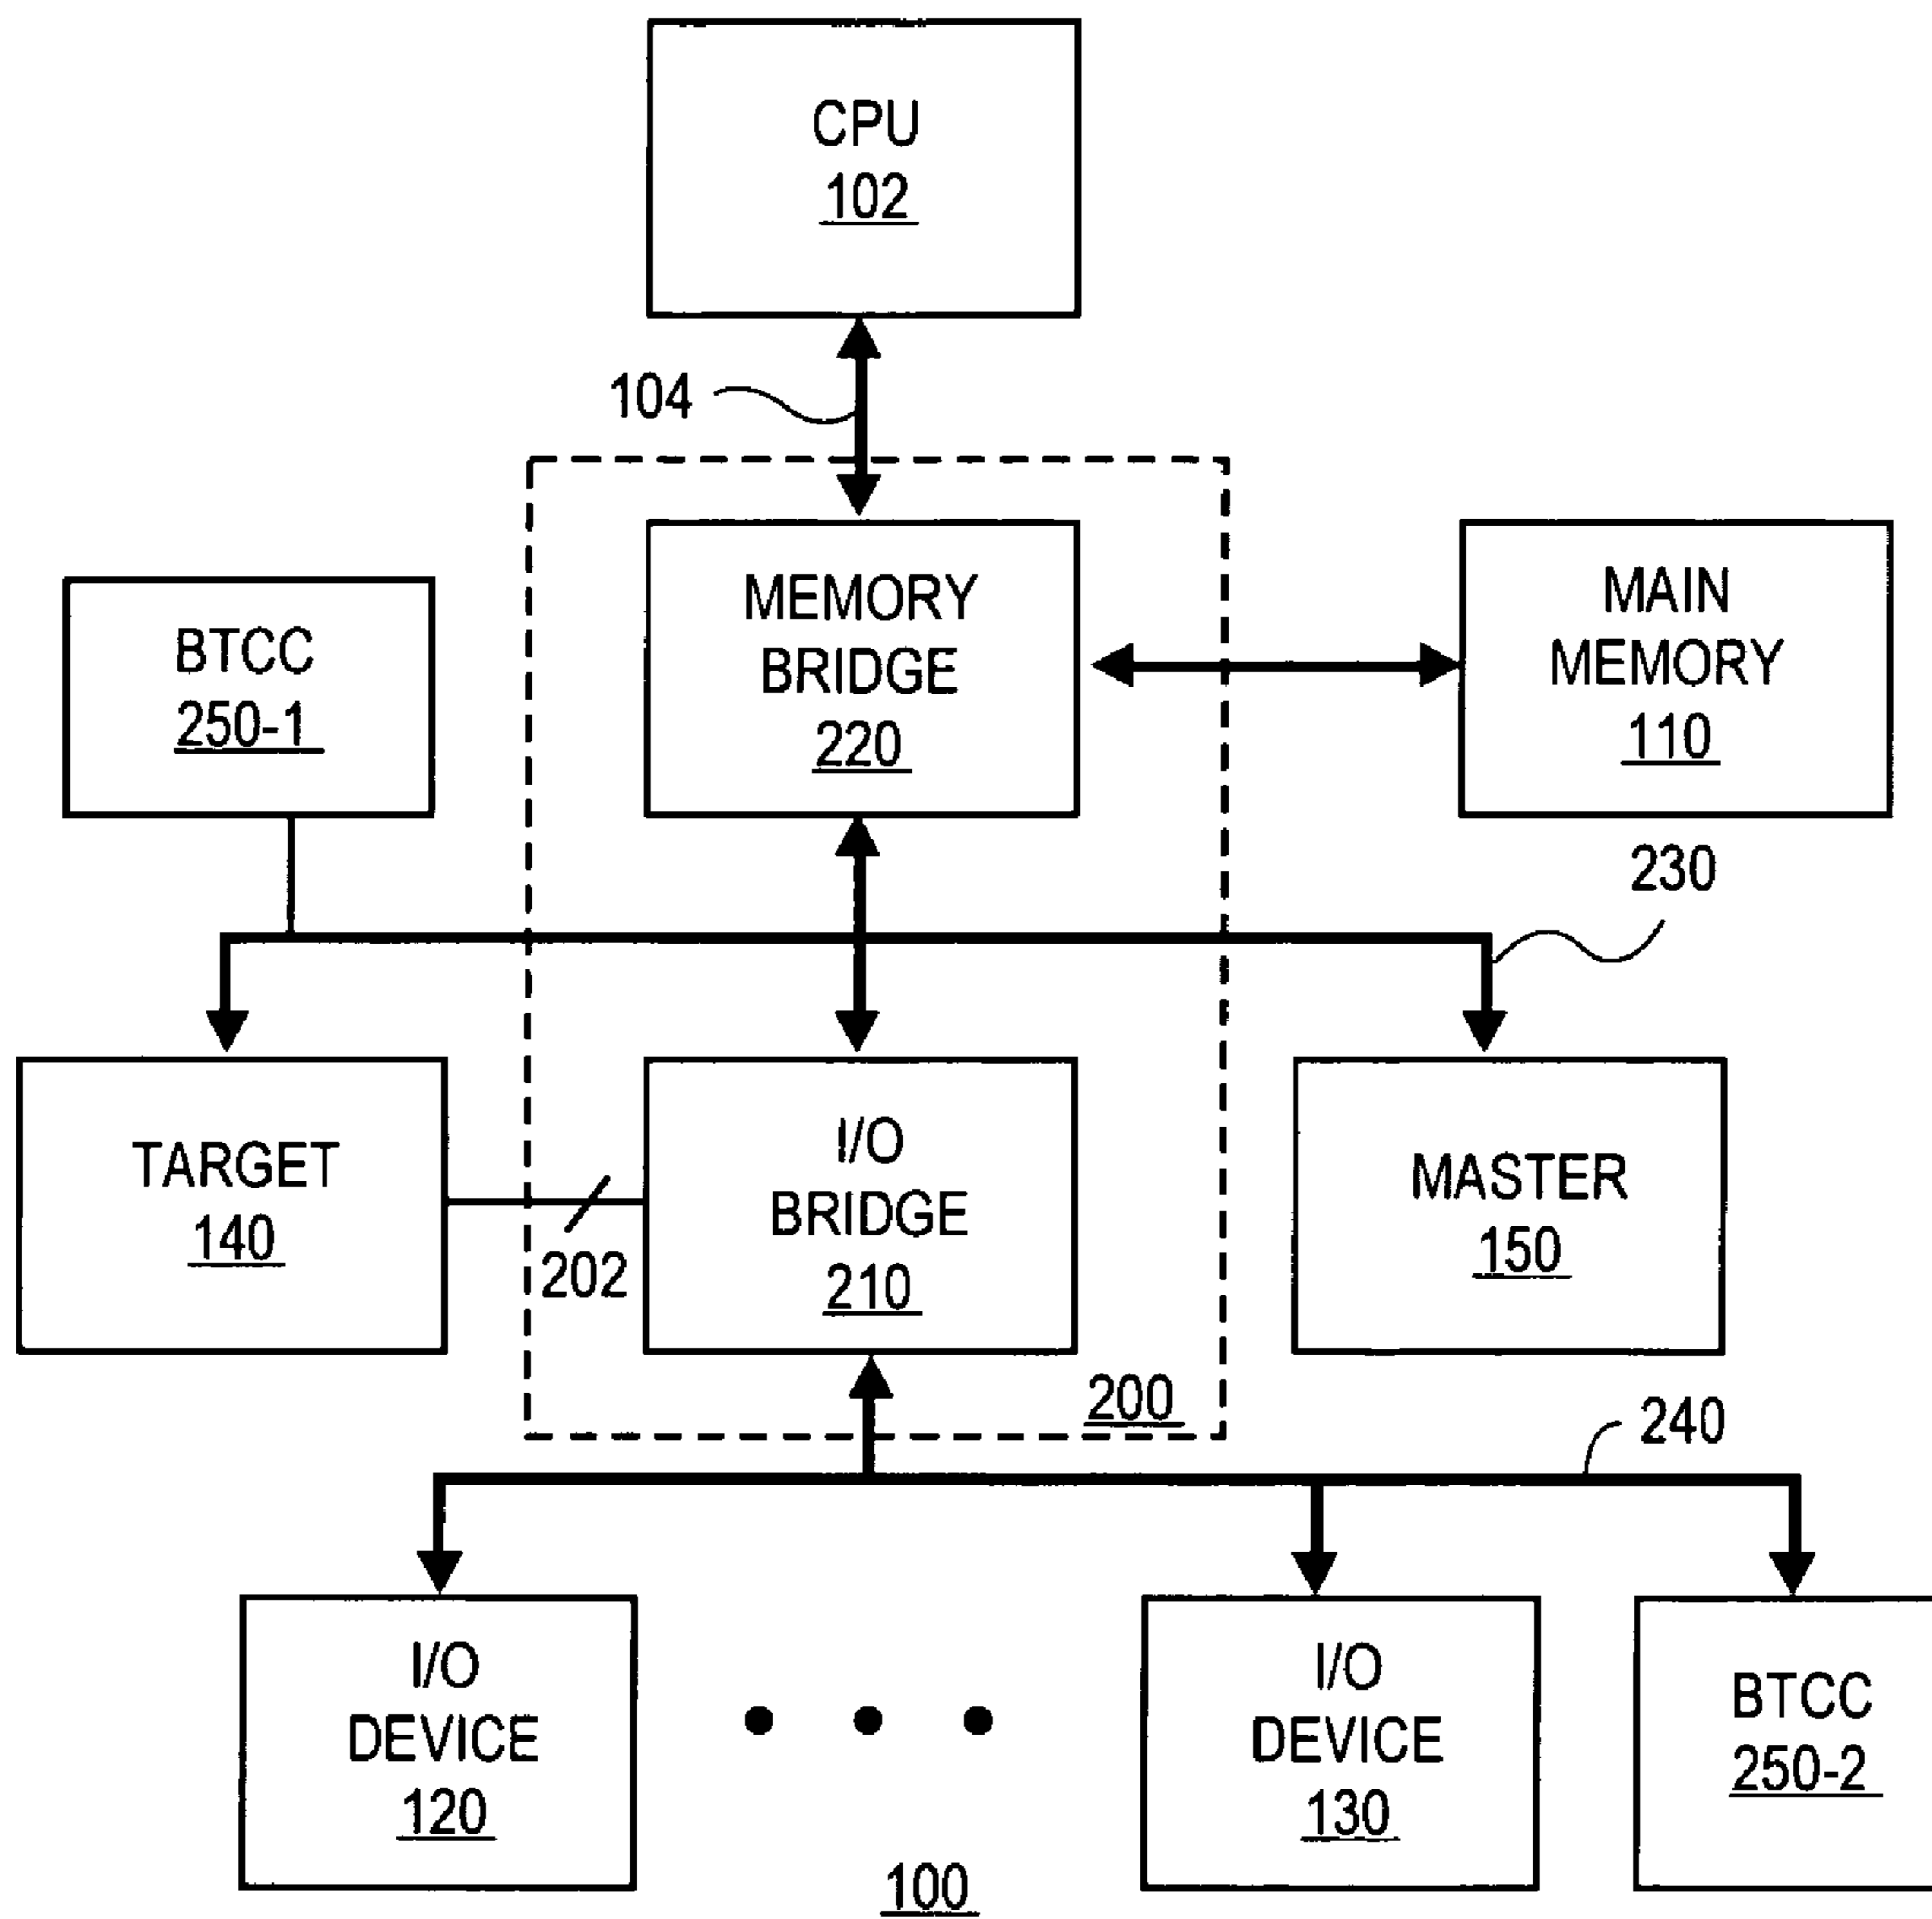 CPU
102
104
MEMORY
BRIDGE
220
MAIN
MEMORY
110
BTCC
250-1
230
TARGET
140
202
I/O
BRIDGE
210
MASTER
150
200
240
I/O
DEVICE
120
I/O
DEVICE
130
BTCC
250-2
100